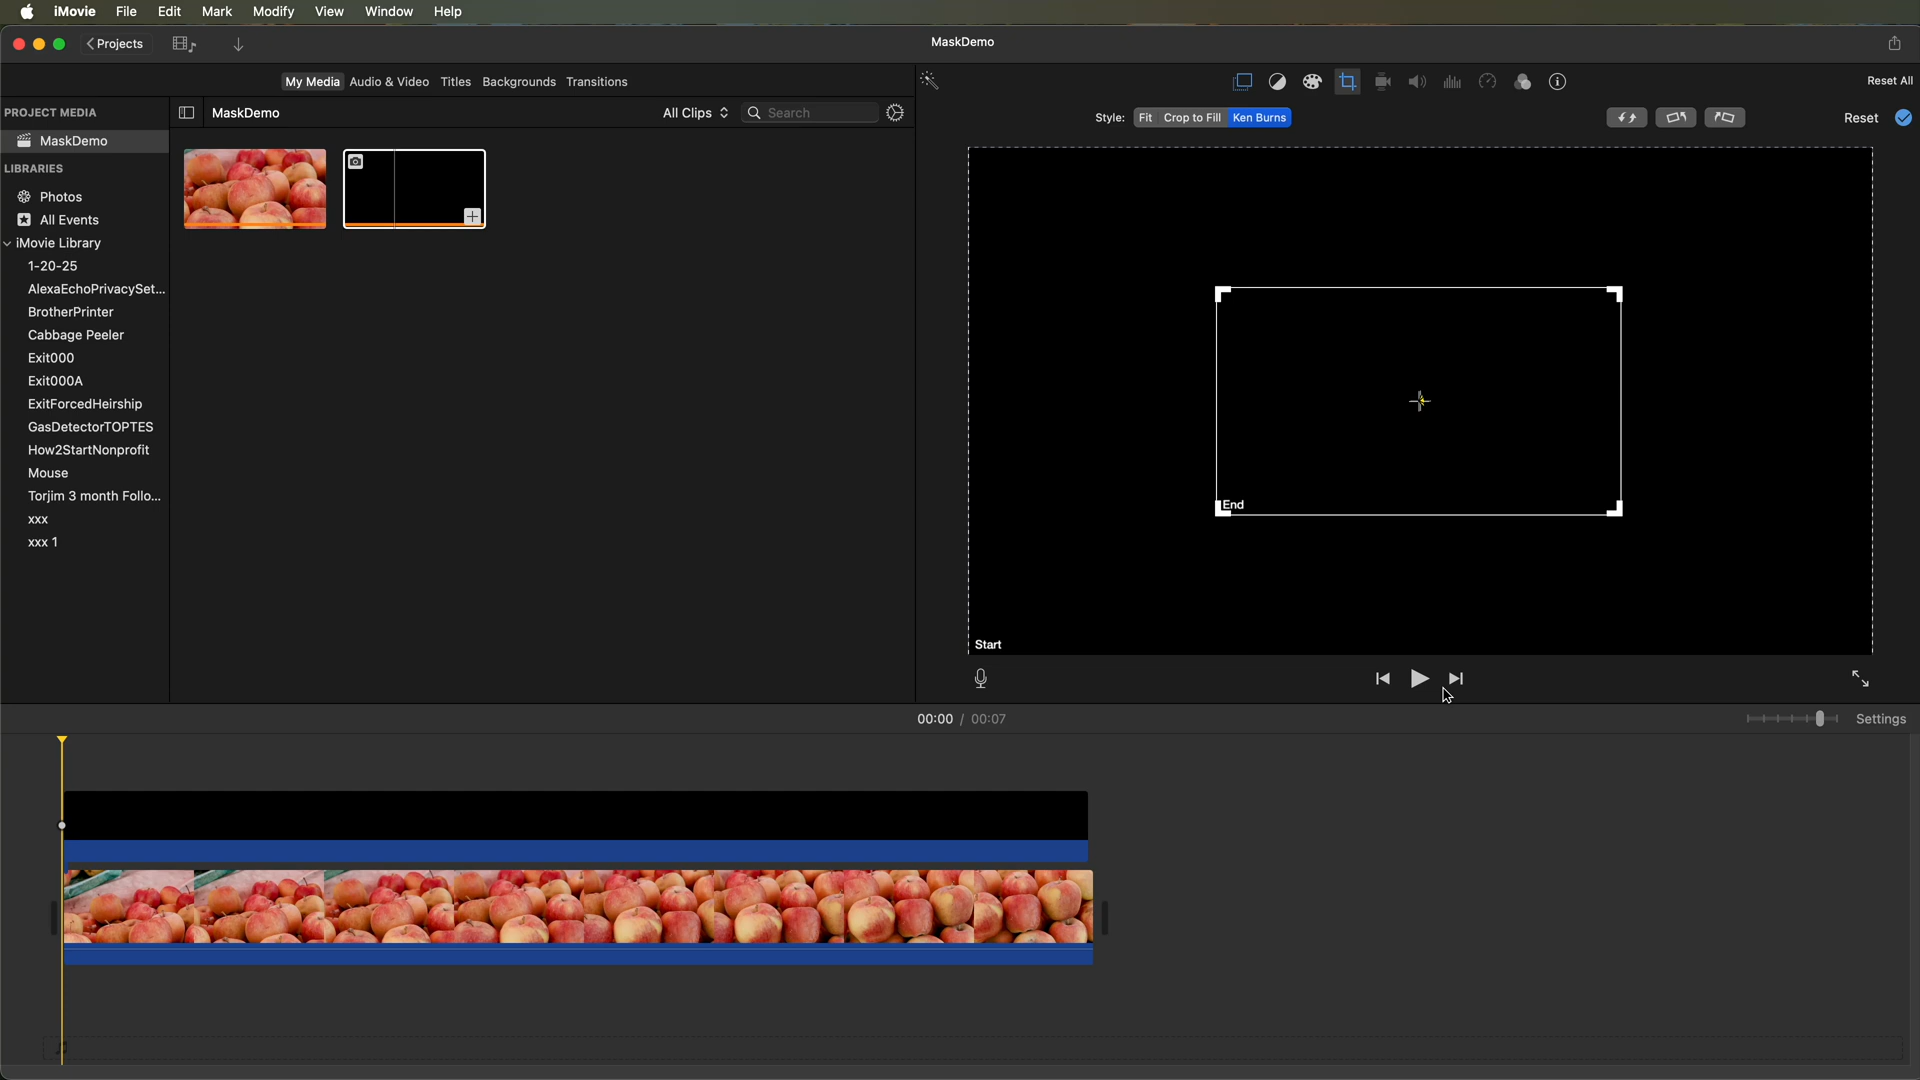 iMovie File Edit Mark Modify View Window Help
Projects
MaskDemo
My Media Audio & Video Titles Backgrounds Transitions
Reset All
PROJECT MEDIA
MaskDemo
All Clips
Search
Style: Fit Crop to Fill Ken Burns
Reset
MaskDemo
LIBRARIES
Photos
All Events
iMovie Library
1-20-25
AlexaEchoPrivacySet...
BrotherPrinter
Cabbage Peeler
Exit000
Exit000A
ExitForcedHeirship
GasDetectorTOPTES
How2StartNonprofit
Mouse
Torjim 3 month Follo...
xxx
xxx 1
End
Start
00:00 / 00:07
Settings